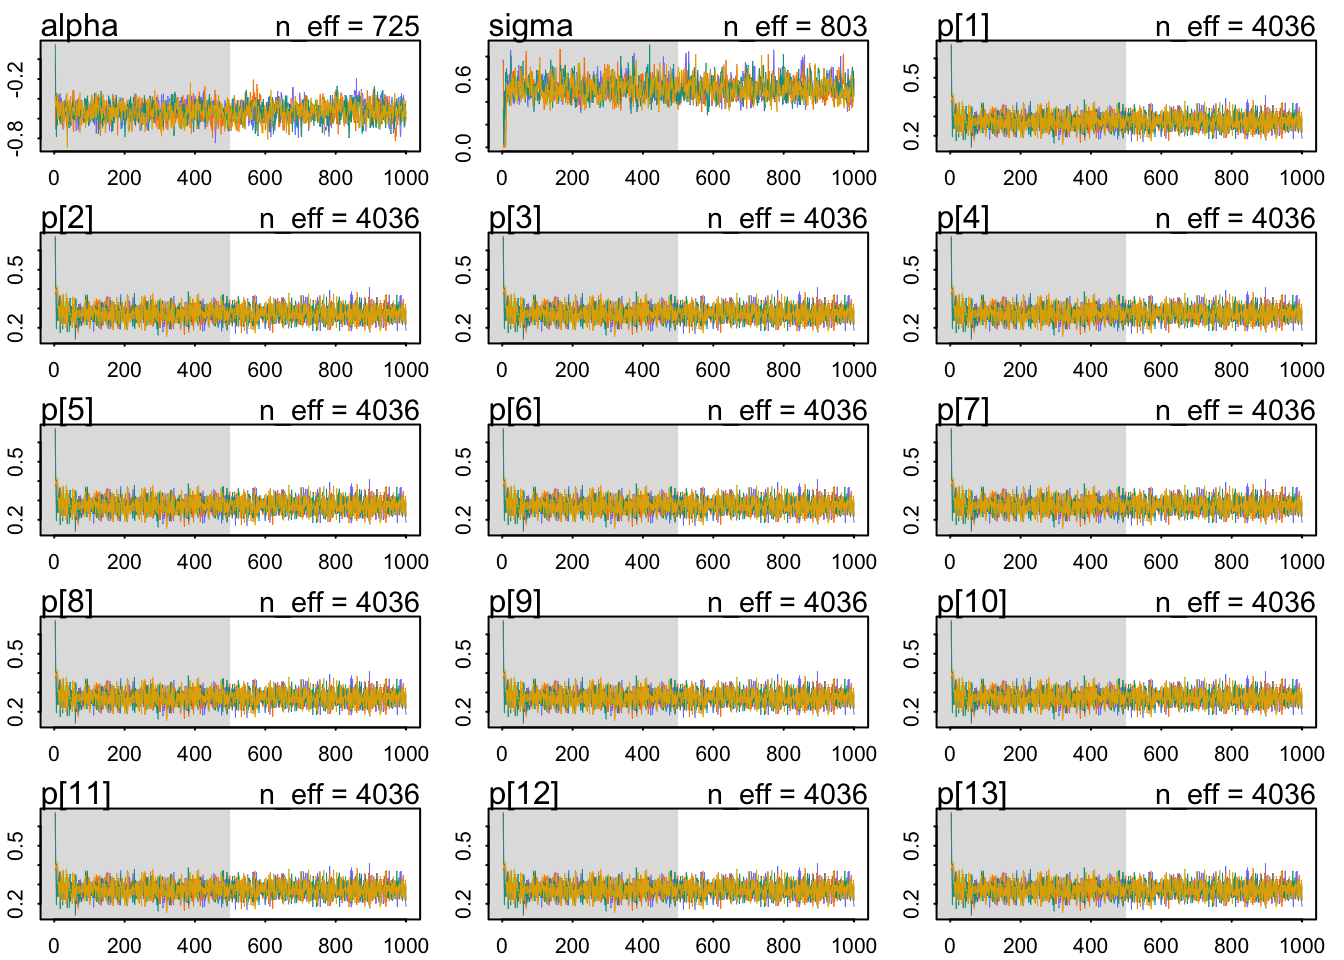 alpha n_eff = 725 sigma n_eff = 803 p[1] n_eff = 4036
-0.2 0.6 0.5
-0.8 0.0 0.2
0 200 400 600 800 1000 0 200 400 600 800 1000 0 200 400 600 800 1000
p[2] n_eff = 4036 p[3] n_eff = 4036 p[4] n_eff = 4036
0.5 0.5 0.5
0.2 0.2 0.2
0 200 400 600 800 1000 0 200 400 600 800 1000 0 200 400 600 800 1000
p[5] n_eff = 4036 p[6] n_eff = 4036 p[7] n_eff = 4036
0.5 0.5 0.5
0.2 0.2 0.2
0 200 400 600 800 1000 0 200 400 600 800 1000 0 200 400 600 800 1000
p[8] n_eff = 4036 p[9] n_eff = 4036 p[10] n_eff = 4036
0.5 0.5 0.5
0.2 0.2 0.2
0 200 400 600 800 1000 0 200 400 600 800 1000 0 200 400 600 800 1000
p[11] n_eff = 4036 p[12] n_eff = 4036 p[13] n_eff = 4036
0.5 0.5 0.5
0.2 0.2 0.2
0 200 400 600 800 1000 0 200 400 600 800 1000 0 200 400 600 800 1000